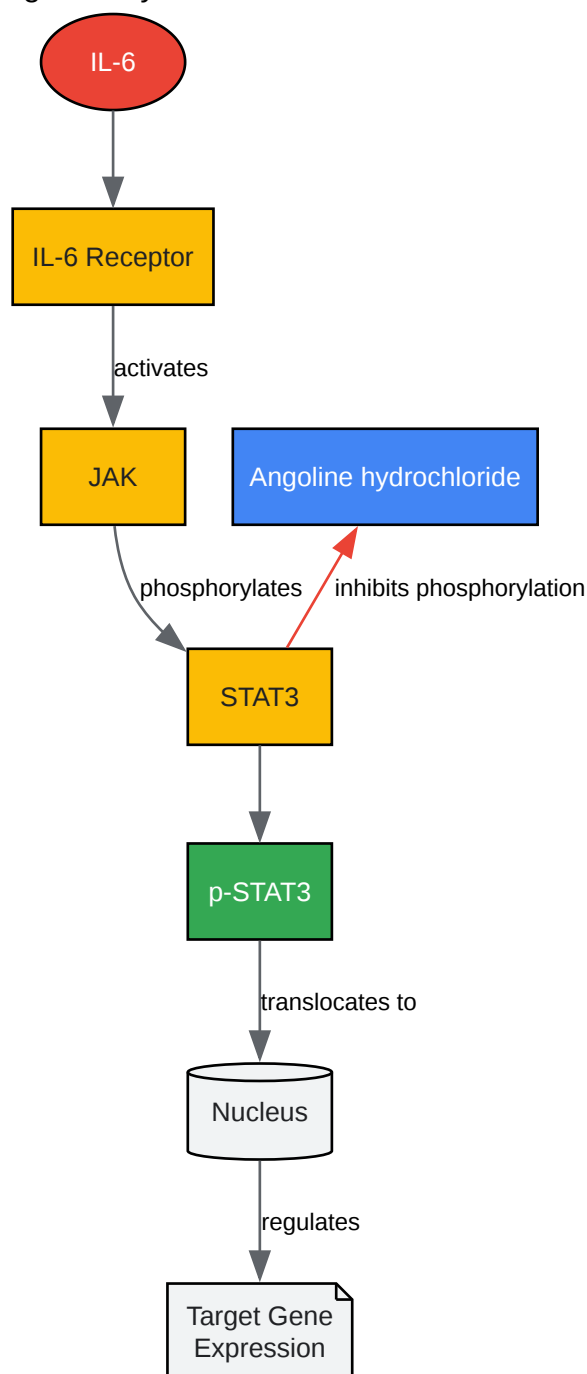 IL-6
IL-6 Receptor
activates
JAK
Angoline hydrochloride
phosphorylates
inhibits phosphorylation
STAT3
p-STAT3
translocates to
Nucleus
regulates
Target Gene
Expression